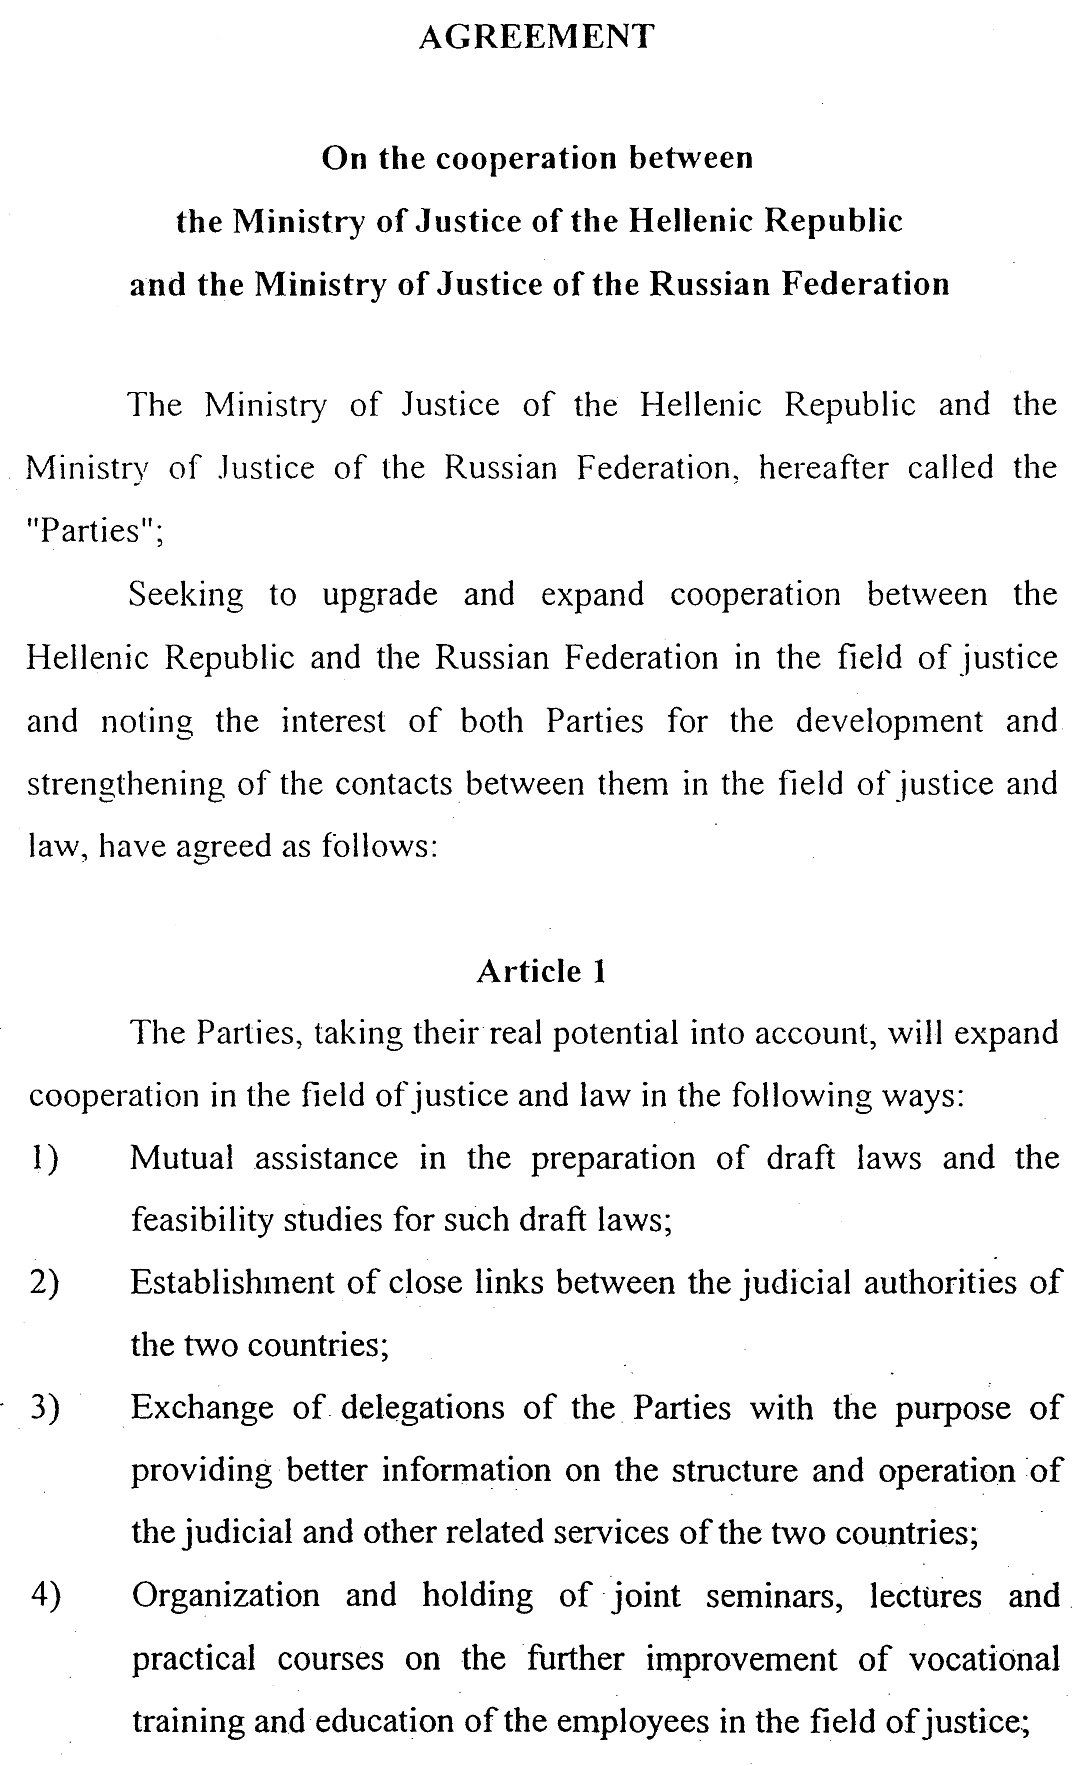 AGREEMENT
On the cooperation between
the Ministry of Justice of the Hellenic Republic
and the Ministry of Justice of the Russian Federation
The Ministry of Justice of the Hellenic Republic and the
Ministry of Justice of the Russian Federation, hereafter called the
"Parties";
Seeking to upgrade and expand cooperation between the
Hellenic Republic and the Russian Federation in the field of justice
and noting the interest of both Parties for the development and
strengthening of the contacts between them in the field of justice and
law, have agreed as follows:
Article 1
The Parties, taking their real potential into account, will expand
cooperation in the field of justice and law in the following ways:
1) Mutual assistance in the preparation of draft laws and the
feasibility studies for such draft laws;
2) Establishment of close links between the judicial authorities of
the two countries;
3) Exchange of delegations of the Parties with the purpose of
providing better information on the structure and operation of
the judicial and other related services of the two countries;
4) Organization and holding of joint seminars, lectures and
practical courses on the further improvement of vocational
training and education of the employees in the field of justice;